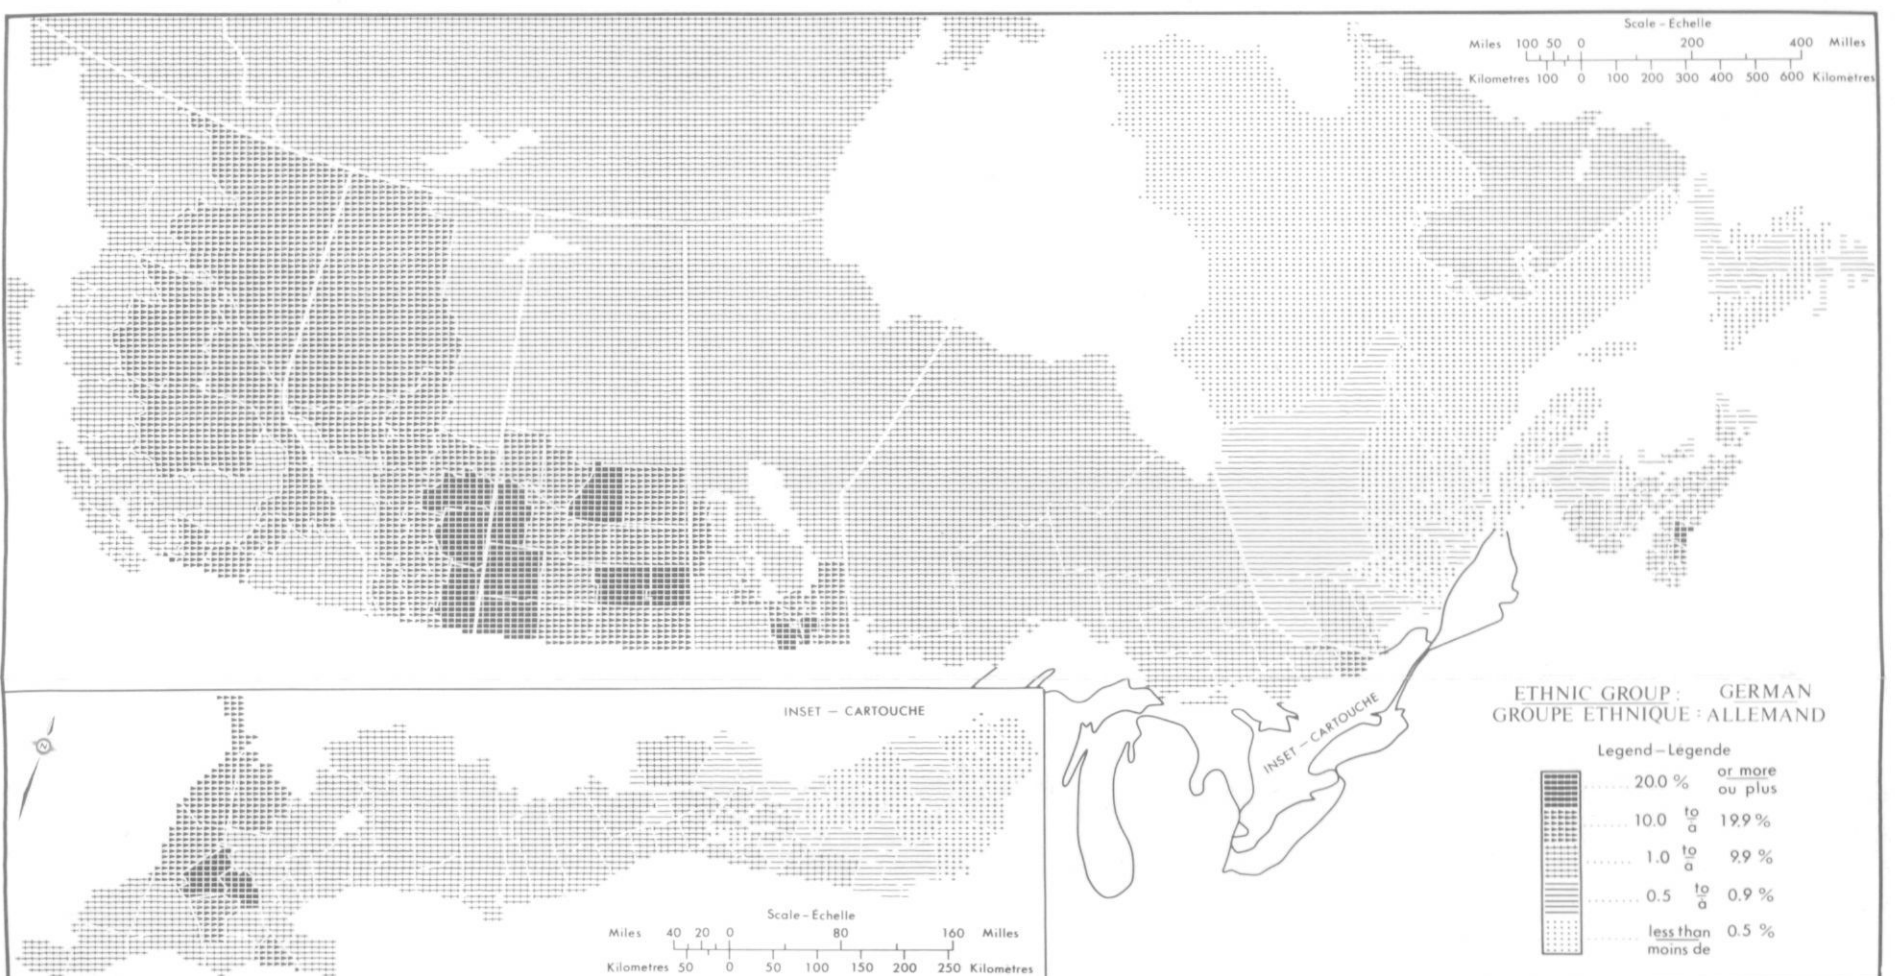 Scale – Échelle
Miles 100 50 0 200 400 Milles
Kilometres 100 0 100 200 300 400 500 600 Kilomètres
INSET – CARTOUCHE
INSET – CARTOUCHE
ETHNIC GROUP : GERMAN
GROUPE ETHNIQUE : ALLEMAND
Legend – Légende
20.0 % or more
ou plus
10.0 to 19.9 %
à
1.0 to 9.9 %
à
0.5 to 0.9 %
à
less than 0.5 %
moins de
N
Scale – Échelle
Miles 40 20 0 80 160 Milles
Kilometres 50 0 50 100 150 200 250 Kilomètres